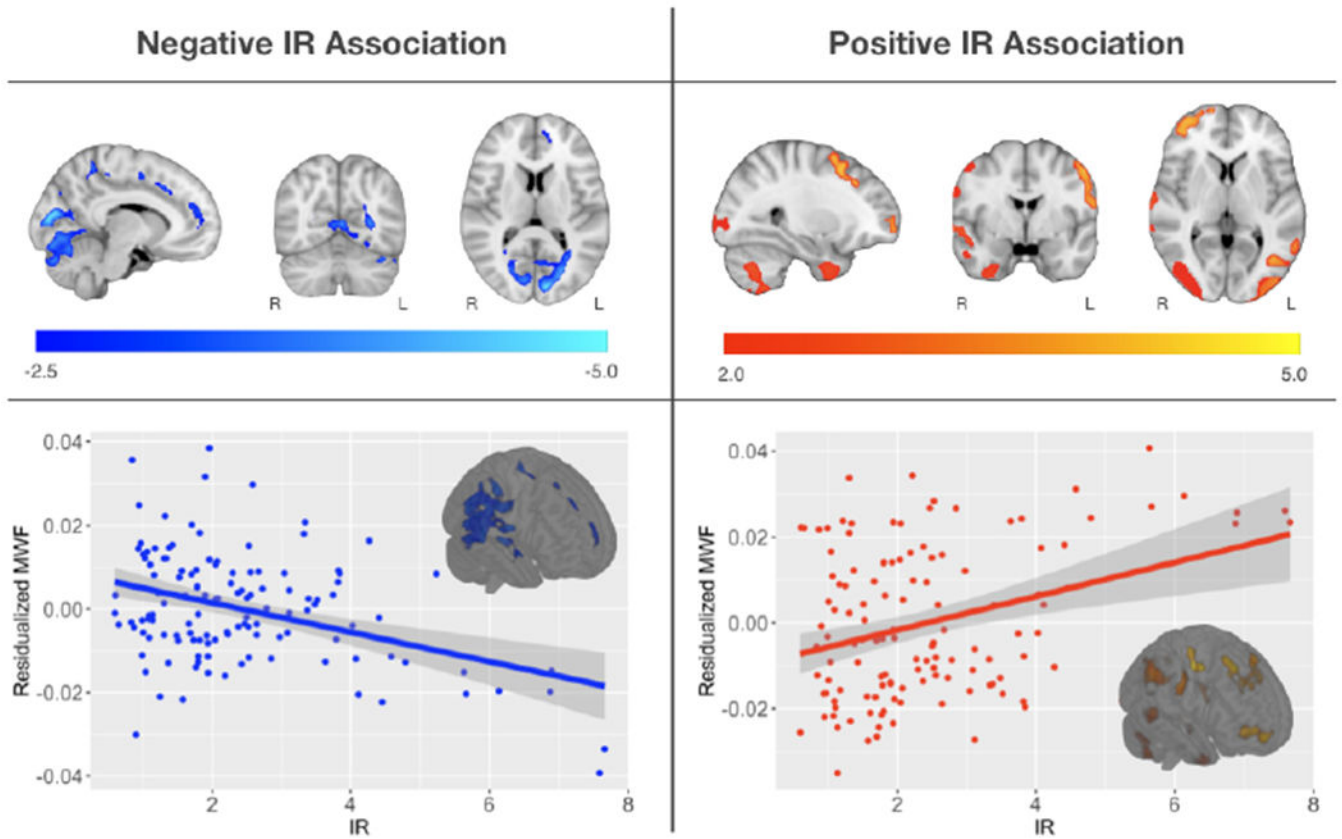 Negative IR Association
Positive IR Association
R L R L
R L R L
-2.5 -5.0
2.0 5.0
0.04
0.02
0.00
-0.02
-0.04
Residualized MWF
2 4 6 8
IR
0.04
0.02
0.00
-0.02
Residualized MWF
2 4 6 8
IR